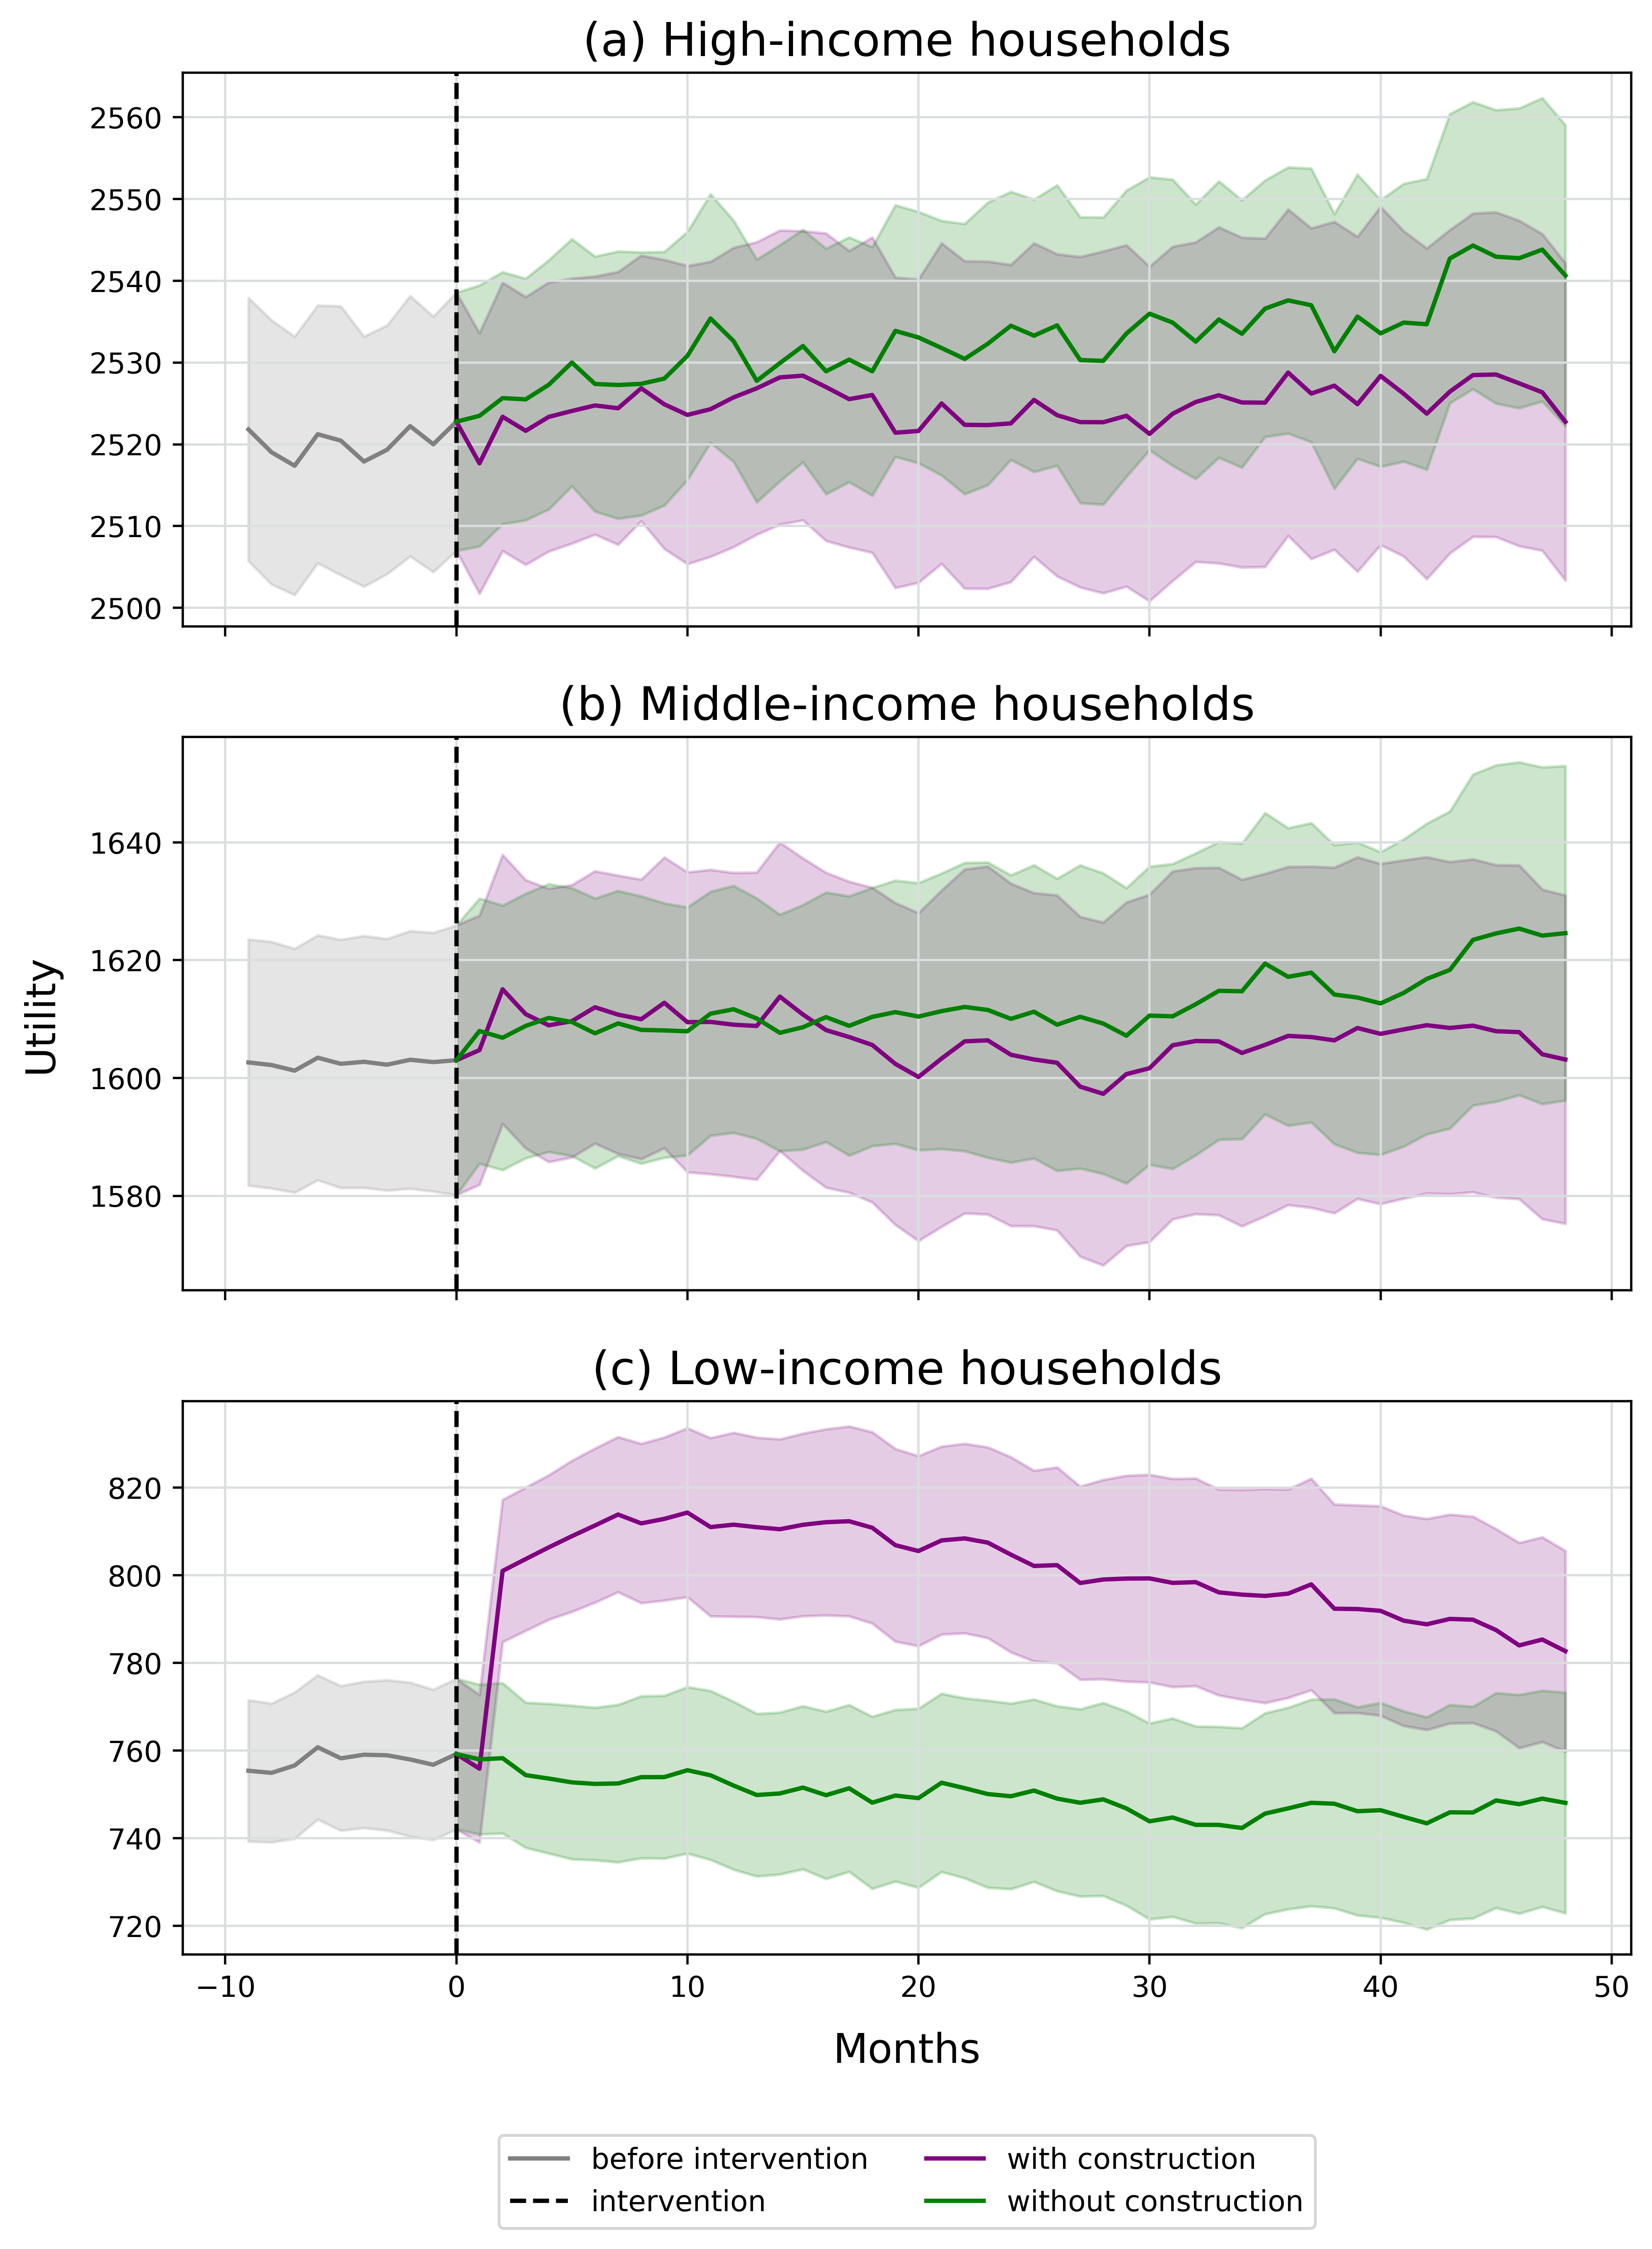 (a) High-income households
2560
2550
2540
2530
2520
2510
2500
(b) Middle-income households
Utility
1640
1620
1600
1580
(c) Low-income households
820
800
780
760
740
720
−10 0 10 20 30 40 50
Months
before intervention
intervention
with construction
without construction